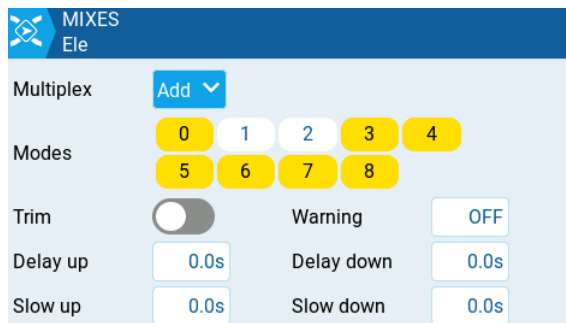 MIXES
Ele
Multiplex Add
Modes 0 1 2 3 4
5 6 7 8
Trim Warning OFF
Delay up 0.0s Delay down 0.0s
Slow up 0.0s Slow down 0.0s